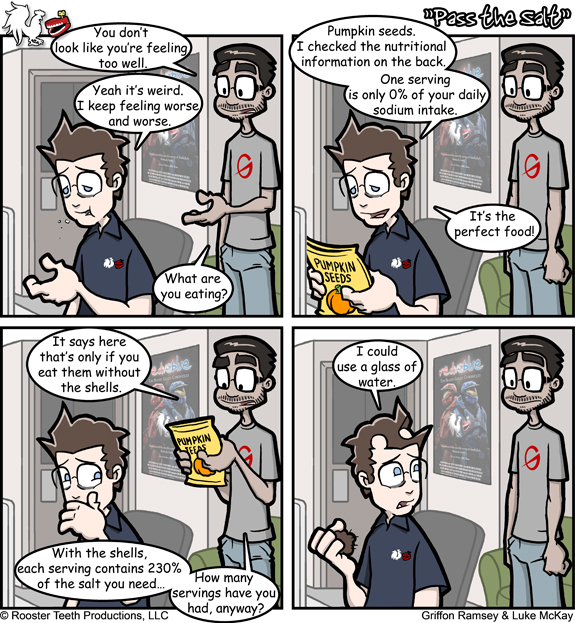 "Pass the Salt"
You don't
look like you're feeling
too well.
Yeah it's weird.
I keep feeling worse
and worse.
What are
you eating?
Pumpkin seeds.
I checked the nutritional
information on the back.
One serving
is only 0% of your daily
sodium intake.
It's the
perfect food!
PUMPKIN
SEEDS
It says here
that's only if you
eat them without
the shells.
PUMPKIN
With the shells,
each serving contains 230%
of the salt you need...
How many
servings have you
had, anyway?
I could
use a glass of
water.
© Rooster Teeth Productions, LLC
Griffon Ramsey & Luke McKay